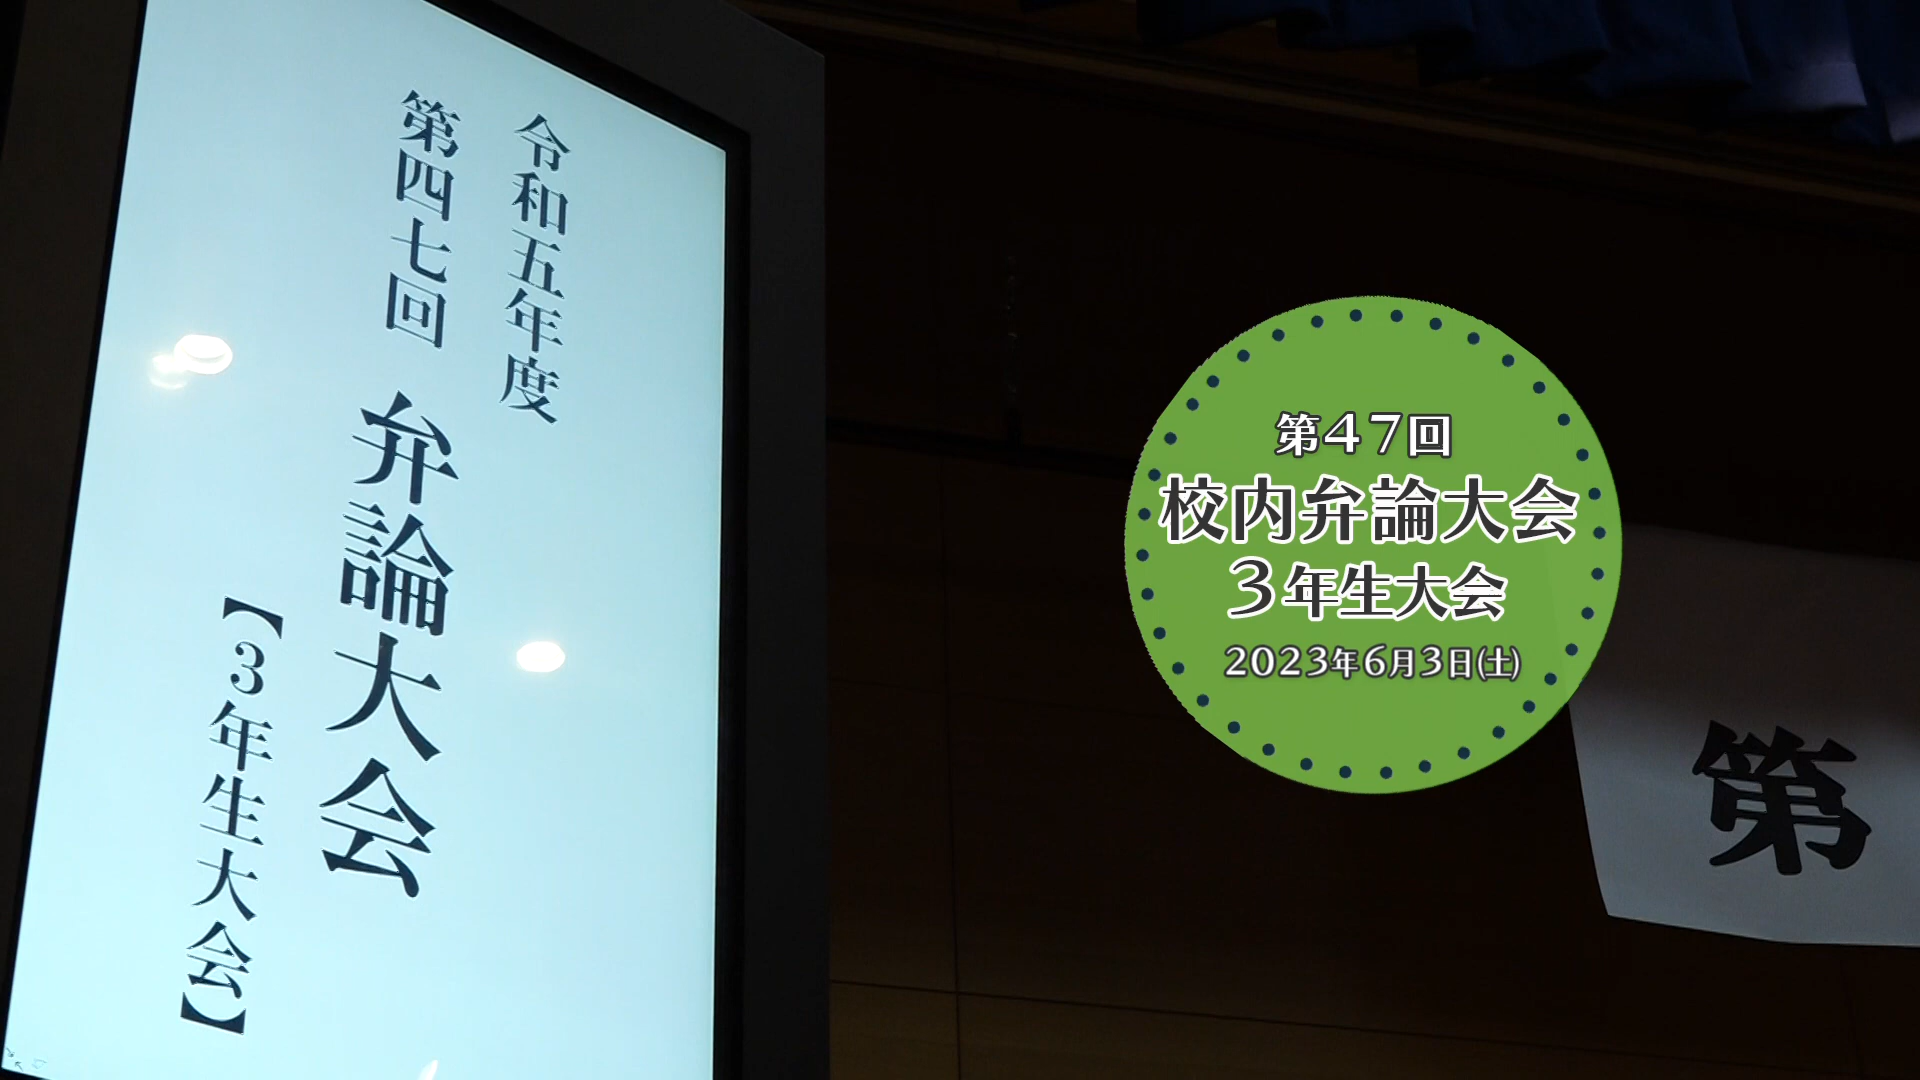 令和五年度
第四七回 弁論大会
【３年生大会】
第４７回
校内弁論大会
３年生大会
2023年6月3日(土)
第